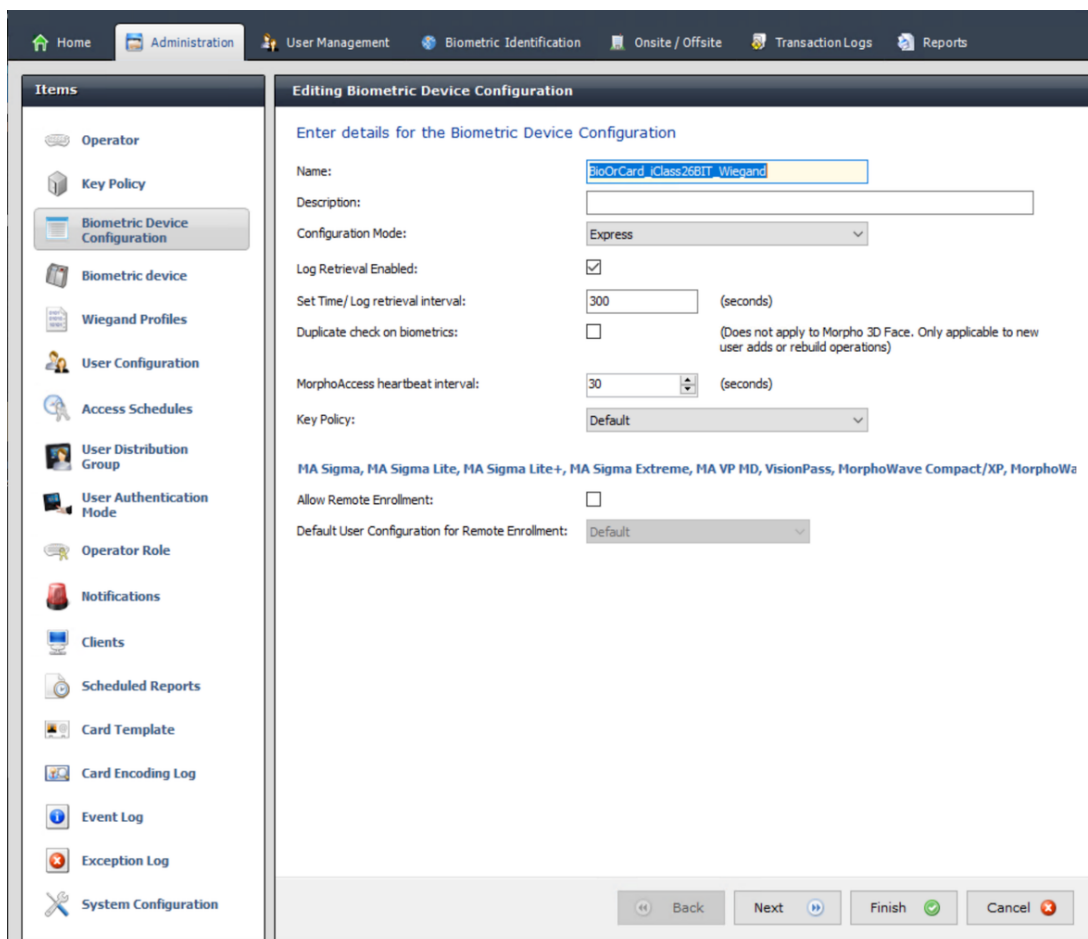 Home Administration User Management Biometric Identification Onsite / Offsite Transaction Logs Reports
Items
Operator
Key Policy
Biometric Device
Configuration
Biometric device
Wiegand Profiles
User Configuration
Access Schedules
User Distribution
Group
User Authentication
Mode
Operator Role
Notifications
Clients
Scheduled Reports
Card Template
Card Encoding Log
Event Log
Exception Log
System Configuration
Editing Biometric Device Configuration
Enter details for the Biometric Device Configuration
Name: BioOrCard_iClass26BIT_Wiegand
Description:
Configuration Mode: Express
Log Retrieval Enabled:
Set Time/Log retrieval interval: 300 (seconds)
Duplicate check on biometrics: (Does not apply to Morpho 3D Face. Only applicable to new
user adds or rebuild operations)
MorphoAccess heartbeat interval: 30 (seconds)
Key Policy: Default
MA Sigma, MA Sigma Lite, MA Sigma Lite+, MA Sigma Extreme, MA VP MD, VisionPass, MorphoWave Compact/XP, MorphoWa
Allow Remote Enrollment:
Default User Configuration for Remote Enrollment: Default
Back Next Finish Cancel